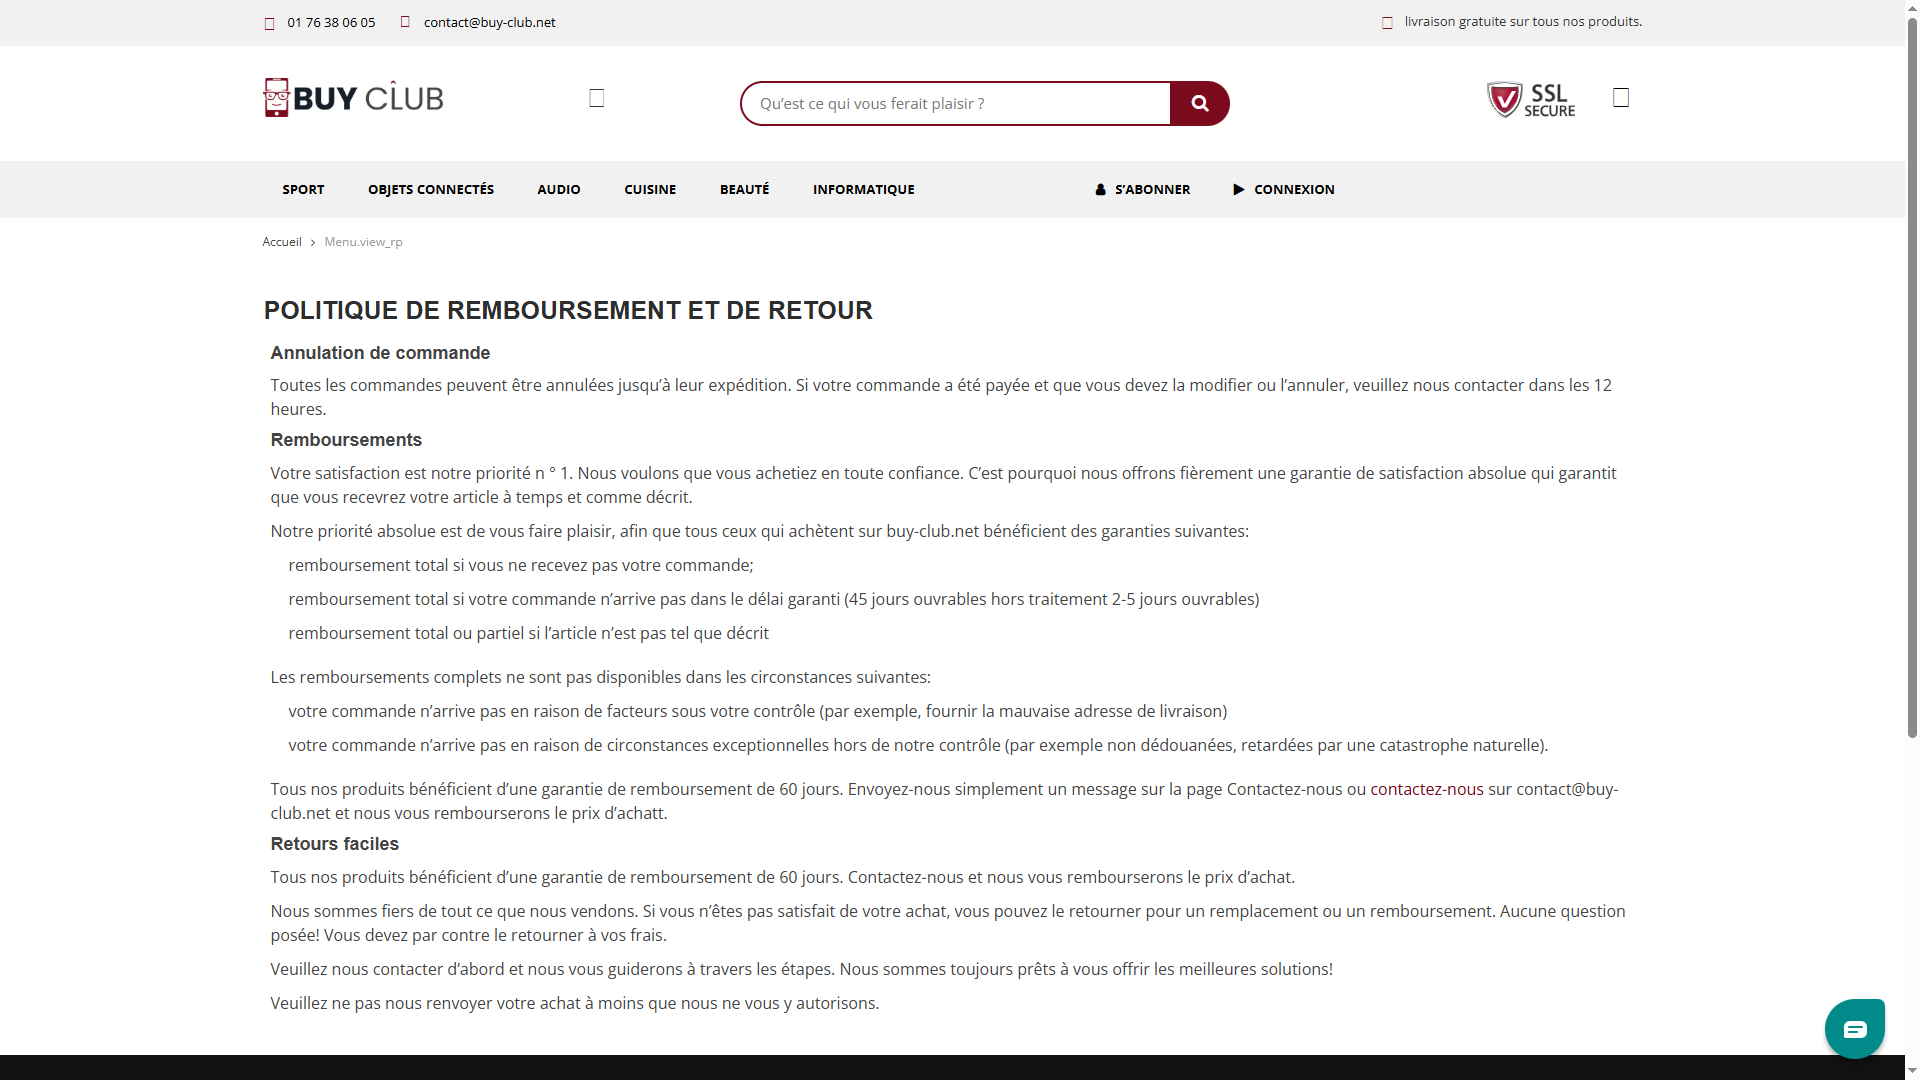 01 76 38 06 05
contact@buy-club.net
livraison gratuite sur tous nos produits.
BUY CLUB
Qu’est ce qui vous ferait plaisir ?
SSL
SECURE
SPORT
OBJETS CONNECTÉS
AUDIO
CUISINE
BEAUTÉ
INFORMATIQUE
S’ABONNER
CONNEXION
Accueil > Menu.view_rp
POLITIQUE DE REMBOURSEMENT ET DE RETOUR
Annulation de commande
Toutes les commandes peuvent être annulées jusqu’à leur expédition. Si votre commande a été payée et que vous devez la modifier ou l’annuler, veuillez nous contacter dans les 12
heures.
Remboursements
Votre satisfaction est notre priorité n ° 1. Nous voulons que vous achetiez en toute confiance. C’est pourquoi nous offrons fièrement une garantie de satisfaction absolue qui garantit
que vous recevrez votre article à temps et comme décrit.
Notre priorité absolue est de vous faire plaisir, afin que tous ceux qui achètent sur buy-club.net bénéficient des garanties suivantes:
remboursement total si vous ne recevez pas votre commande;
remboursement total si votre commande n’arrive pas dans le délai garanti (45 jours ouvrables hors traitement 2-5 jours ouvrables)
remboursement total ou partiel si l’article n’est pas tel que décrit
Les remboursements complets ne sont pas disponibles dans les circonstances suivantes:
votre commande n’arrive pas en raison de facteurs sous votre contrôle (par exemple, fournir la mauvaise adresse de livraison)
votre commande n’arrive pas en raison de circonstances exceptionnelles hors de notre contrôle (par exemple non dédouanées, retardées par une catastrophe naturelle).
Tous nos produits bénéficient d’une garantie de remboursement de 60 jours. Envoyez-nous simplement un message sur la page Contactez-nous ou contactez-nous sur contact@buy-
club.net et nous vous rembourserons le prix d’achatt.
Retours faciles
Tous nos produits bénéficient d’une garantie de remboursement de 60 jours. Contactez-nous et nous vous rembourserons le prix d’achat.
Nous sommes fiers de tout ce que nous vendons. Si vous n’êtes pas satisfait de votre achat, vous pouvez le retourner pour un remplacement ou un remboursement. Aucune question
posée! Vous devez par contre le retourner à vos frais.
Veuillez nous contacter d’abord et nous vous guiderons à travers les étapes. Nous sommes toujours prêts à vous offrir les meilleures solutions!
Veuillez ne pas nous renvoyer votre achat à moins que nous ne vous y autorisons.